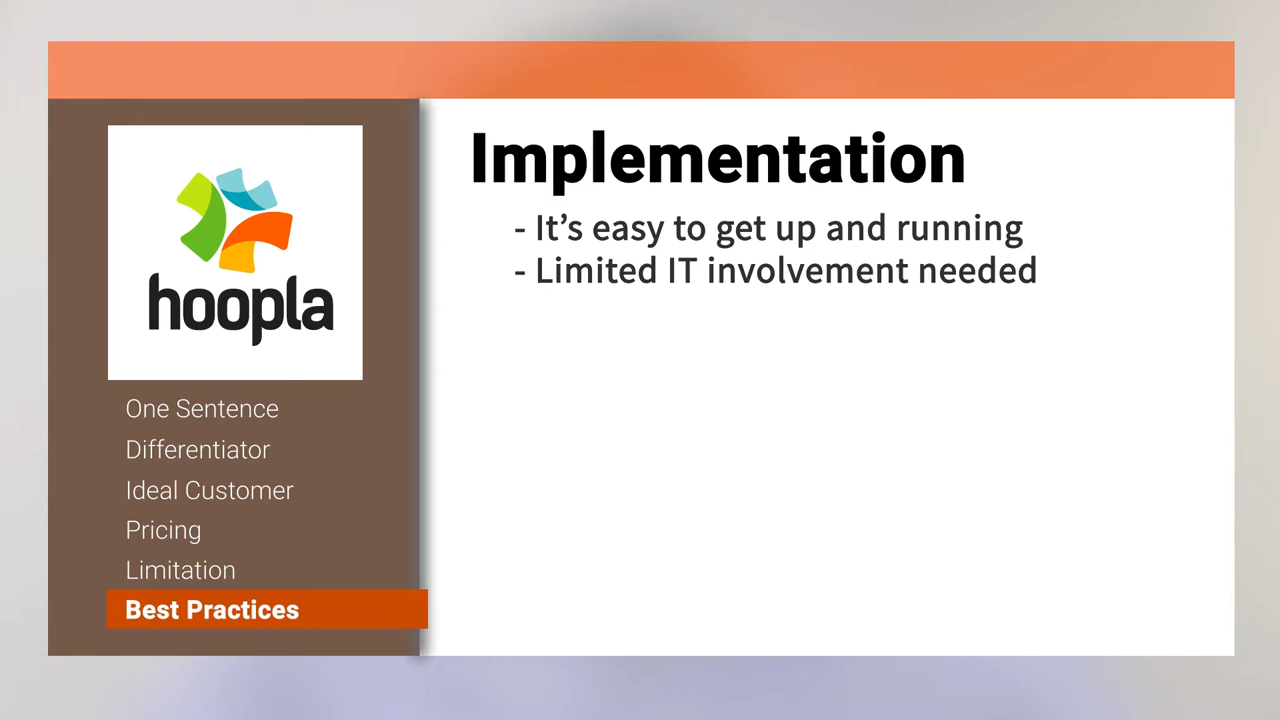 hoopla
One Sentence
Differentiator
Ideal Customer
Pricing
Limitation
Best Practices
Implementation
- It’s easy to get up and running
- Limited IT involvement needed